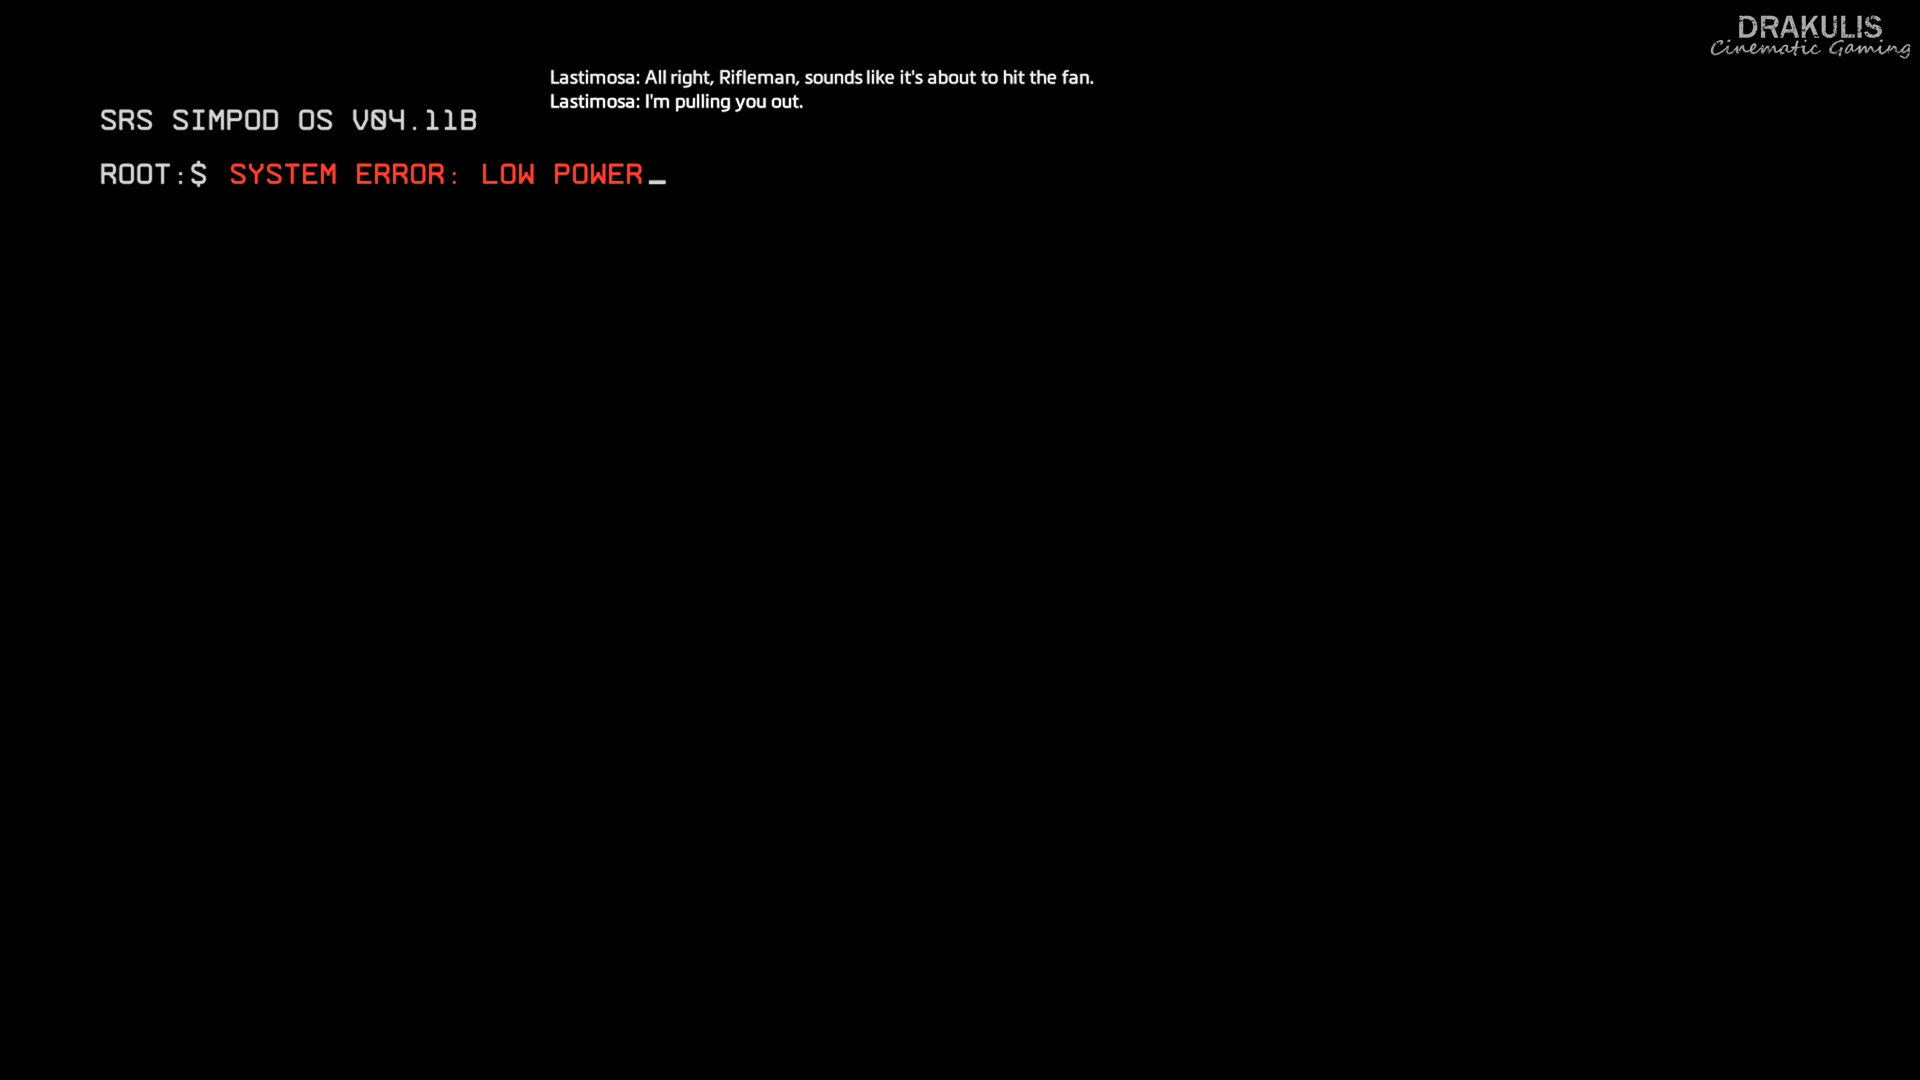 DRAKULIS
Cinematic Gaming
Lastimosa: All right, Rifleman, sounds like it's about to hit the fan.
Lastimosa: I'm pulling you out.
SRS SIMPOD OS V04.11B
ROOT:$ SYSTEM ERROR: LOW POWER_